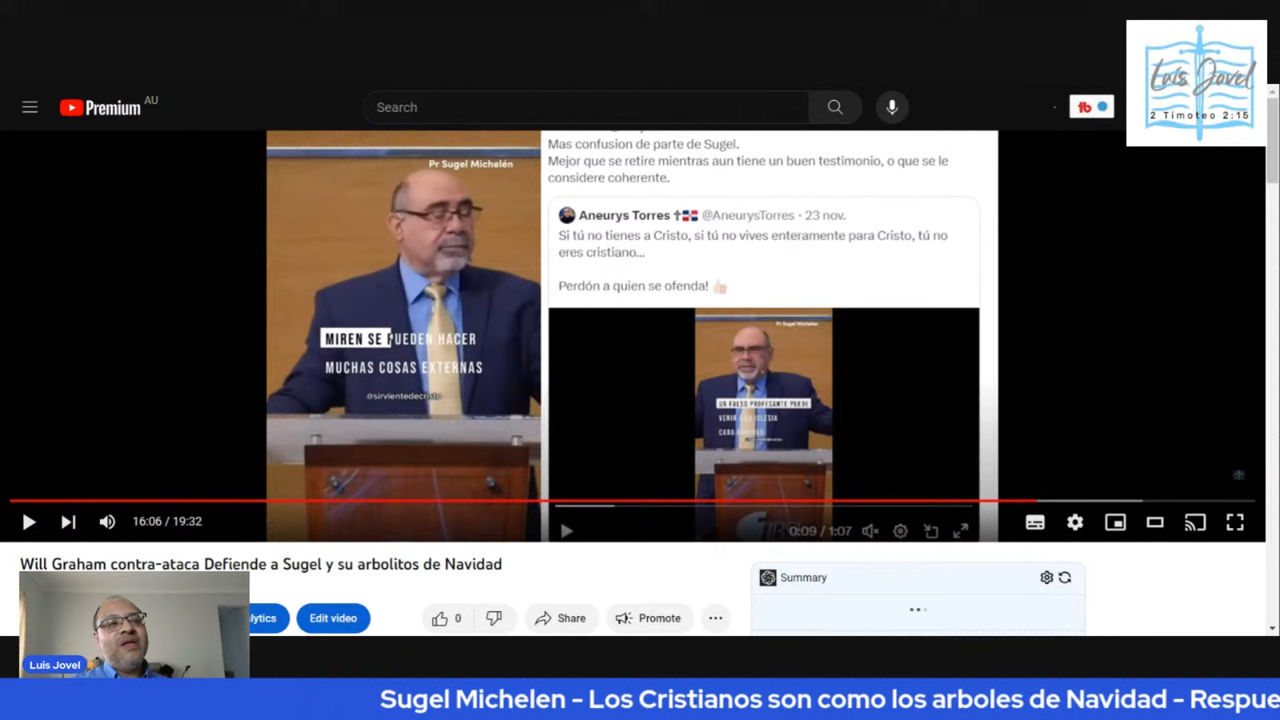 Luis Jovel
2 Timoteo 2:15
Premium AU
Search
Pr Sugel Michelén
MIREN SE PUEDEN HACER
MUCHAS COSAS EXTERNAS
@sirvientedecristo
Mas confusion de parte de Sugel.
Mejor que se retire mientras aun tiene un buen testimonio, o que se le
considere coherente.
Aneurys Torres @AneurysTorres · 23 nov.
Si tú no tienes a Cristo, si tú no vives enteramente para Cristo, tú no
eres cristiano...
Perdón a quien se ofenda!
Pr Sugel Michelén
UN FALSO PROFESANTE PUEDE
VENIR A LA IGLESIA
CADA
0:09 / 1:07
16:06 / 19:32
Will Graham contra-ataca Defiende a Sugel y su arbolitos de Navidad
Summary
lytics
Edit video
0
Share
Promote
Luis Jovel
Sugel Michelen - Los Cristianos son como los arboles de Navidad - Respue